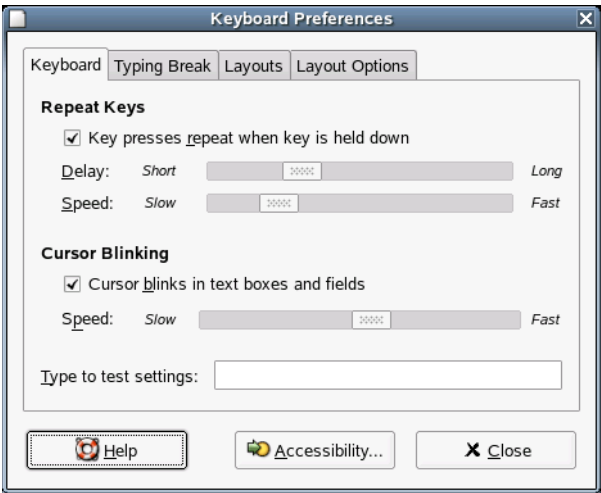 Keyboard Preferences
Keyboard Typing Break Layouts Layout Options
Repeat Keys
Key presses repeat when key is held down
Delay: Short Long
Speed: Slow Fast
Cursor Blinking
Cursor blinks in text boxes and fields
Speed: Slow Fast
Type to test settings:
Help Accessibility... Close